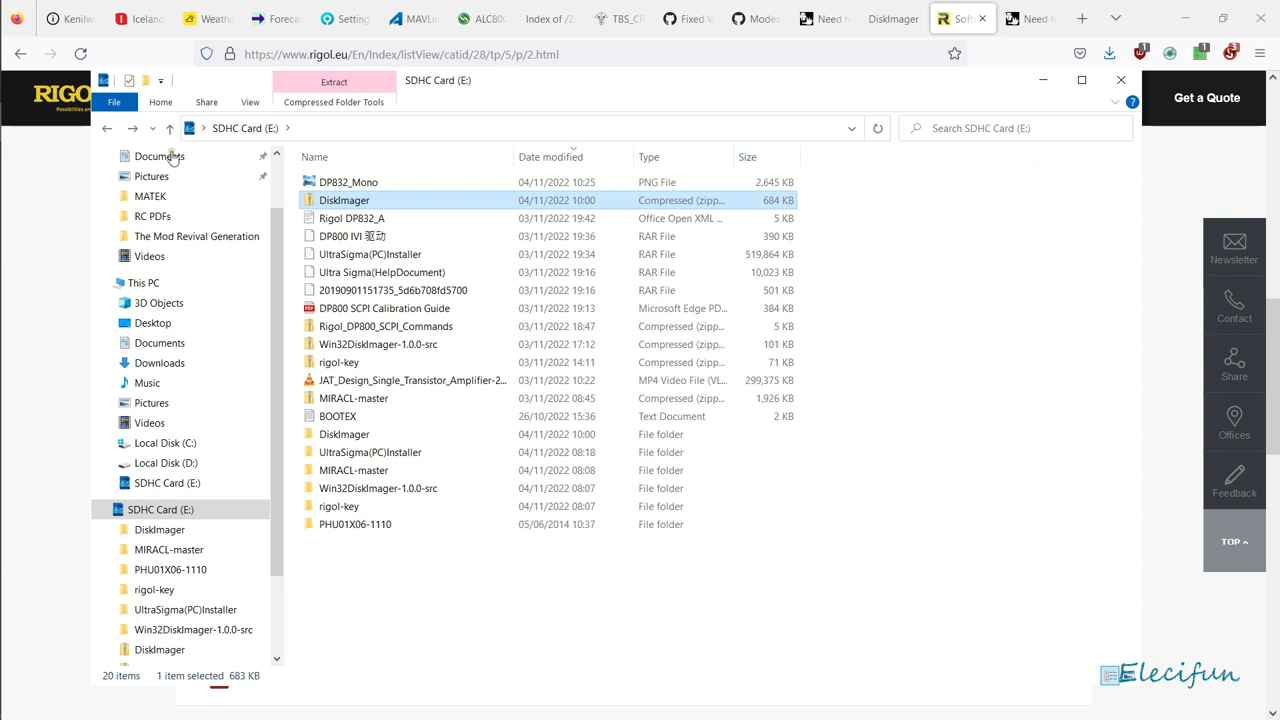 Kenilw
Iceland
Weathe
Forecas
Setting
MAVLin
ALC80C
Index of /2
TBS_CR
Fixed V
Modes
Need h
DiskImager
Soft
Need h
https://www.rigol.eu/En/Index/listView/catid/28/tp/5/p/2.html
RIGO
Possibilities an
Get a Quote
Extract
SDHC Card (E:)
File
Home
Share
View
Compressed Folder Tools
SDHC Card (E:)
Search SDHC Card (E:)
Documents
Pictures
MATEK
RC PDFs
The Mod Revival Generation
Videos
This PC
3D Objects
Desktop
Documents
Downloads
Music
Pictures
Videos
Local Disk (C:)
Local Disk (D:)
SDHC Card (E:)
SDHC Card (E:)
DiskImager
MIRACL-master
PHU01X06-1110
rigol-key
UltraSigma(PC)Installer
Win32DiskImager-1.0.0-src
DiskImager
Name Date modified Type Size
DP832_Mono 04/11/2022 10:25 PNG File 2,645 KB
DiskImager 04/11/2022 10:00 Compressed (zipp... 684 KB
Rigol DP832_A 03/11/2022 19:42 Office Open XML ... 5 KB
DP800 IVI 驱动 03/11/2022 19:36 RAR File 390 KB
UltraSigma(PC)Installer 03/11/2022 19:34 RAR File 519,864 KB
Ultra Sigma(HelpDocument) 03/11/2022 19:16 RAR File 10,023 KB
20190901151735_5d6b708fd5700 03/11/2022 19:16 RAR File 501 KB
DP800 SCPI Calibration Guide 03/11/2022 19:13 Microsoft Edge PD... 384 KB
Rigol_DP800_SCPI_Commands 03/11/2022 18:47 Compressed (zipp... 5 KB
Win32DiskImager-1.0.0-src 03/11/2022 17:12 Compressed (zipp... 101 KB
rigol-key 03/11/2022 14:11 Compressed (zipp... 71 KB
JAT_Design_Single_Transistor_Amplifier-2... 03/11/2022 10:22 MP4 Video File (VL... 299,375 KB
MIRACL-master 03/11/2022 08:45 Compressed (zipp... 1,926 KB
BOOTEX 26/10/2022 15:36 Text Document 2 KB
DiskImager 04/11/2022 10:00 File folder
UltraSigma(PC)Installer 04/11/2022 08:18 File folder
MIRACL-master 04/11/2022 08:08 File folder
Win32DiskImager-1.0.0-src 04/11/2022 08:07 File folder
rigol-key 04/11/2022 08:07 File folder
PHU01X06-1110 05/06/2014 10:37 File folder
Newsletter
Contact
Share
Offices
Feedback
TOP
20 items 1 item selected 683 KB
Elecifun